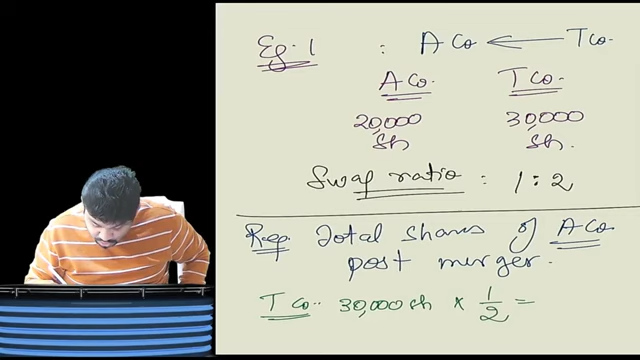 Eg. 1 : A Co ← T Co.
A Co. T Co.
20,000 30,000
Sh Sh.
Swap ratio : 1 : 2
Req. Total shares of A Co.
post merger.
T Co. 30,000 sh × 1/2 =